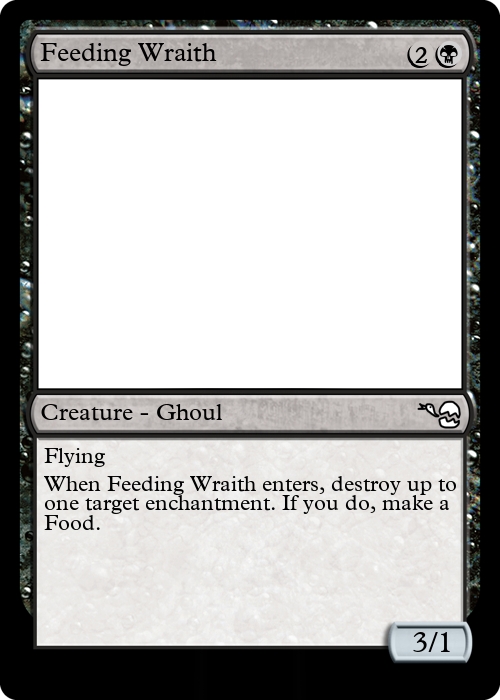 Feeding Wraith 2
Creature - Ghoul
Flying
When Feeding Wraith enters, destroy up to
one target enchantment. If you do, make a
Food.
3/1